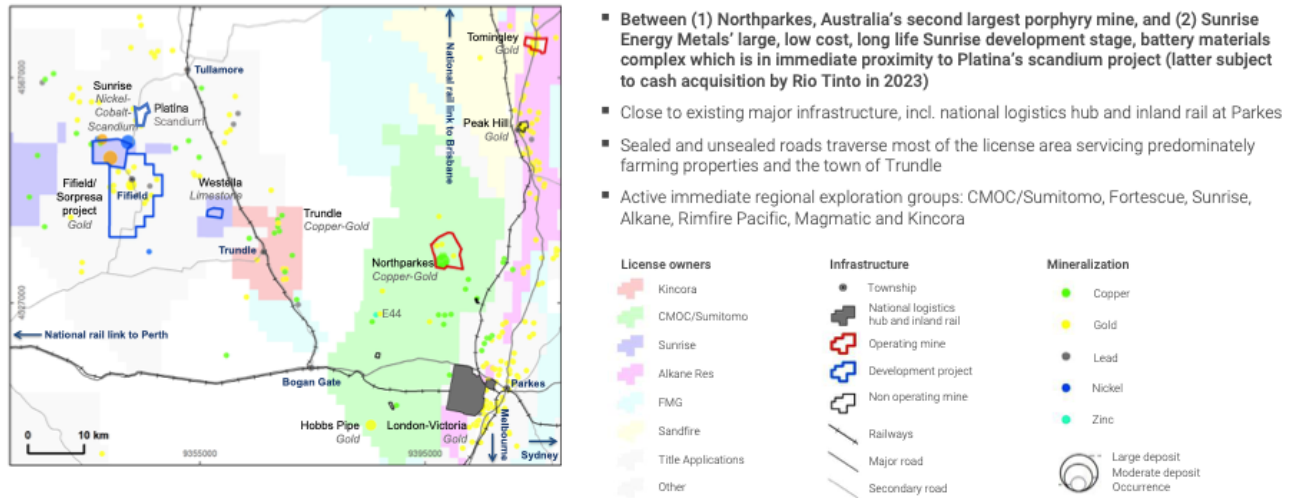 Tomingley
Gold
National rail link to Brisbane
4567000
Tullamore
Sunrise
Nickel-
Cobalt-
Scandium
Platina
Scandium
Peak Hill
Gold
Fifield/
Sorpresa
project
Gold
Fifield
Westella
Limestone
Trundle
Copper-Gold
Trundle
Northparkes
Copper-Gold
4527000
E44
National rail link to Perth
Bogan Gate
Parkes
Hobbs Pipe
Gold
London-Victoria
Gold
Melbourne
Sydney
0 10 km
9355000
9395000
▪ Between (1) Northparkes, Australia’s second largest porphyry mine, and (2) Sunrise
Energy Metals’ large, low cost, long life Sunrise development stage, battery materials
complex which is in immediate proximity to Platina’s scandium project (latter subject
to cash acquisition by Rio Tinto in 2023)
▪ Close to existing major infrastructure, incl. national logistics hub and inland rail at Parkes
▪ Sealed and unsealed roads traverse most of the license area servicing predominately
farming properties and the town of Trundle
▪ Active immediate regional exploration groups: CMOC/Sumitomo, Fortescue, Sunrise,
Alkane, Rimfire Pacific, Magmatic and Kincora
License owners
Kincora
CMOC/Sumitomo
Sunrise
Alkane Res
FMG
Sandfire
Title Applications
Other
Infrastructure
Township
National logistics
hub and inland rail
Operating mine
Development project
Non operating mine
Railways
Major road
Secondary road
Mineralization
Copper
Gold
Lead
Nickel
Zinc
Large deposit
Moderate deposit
Occurrence